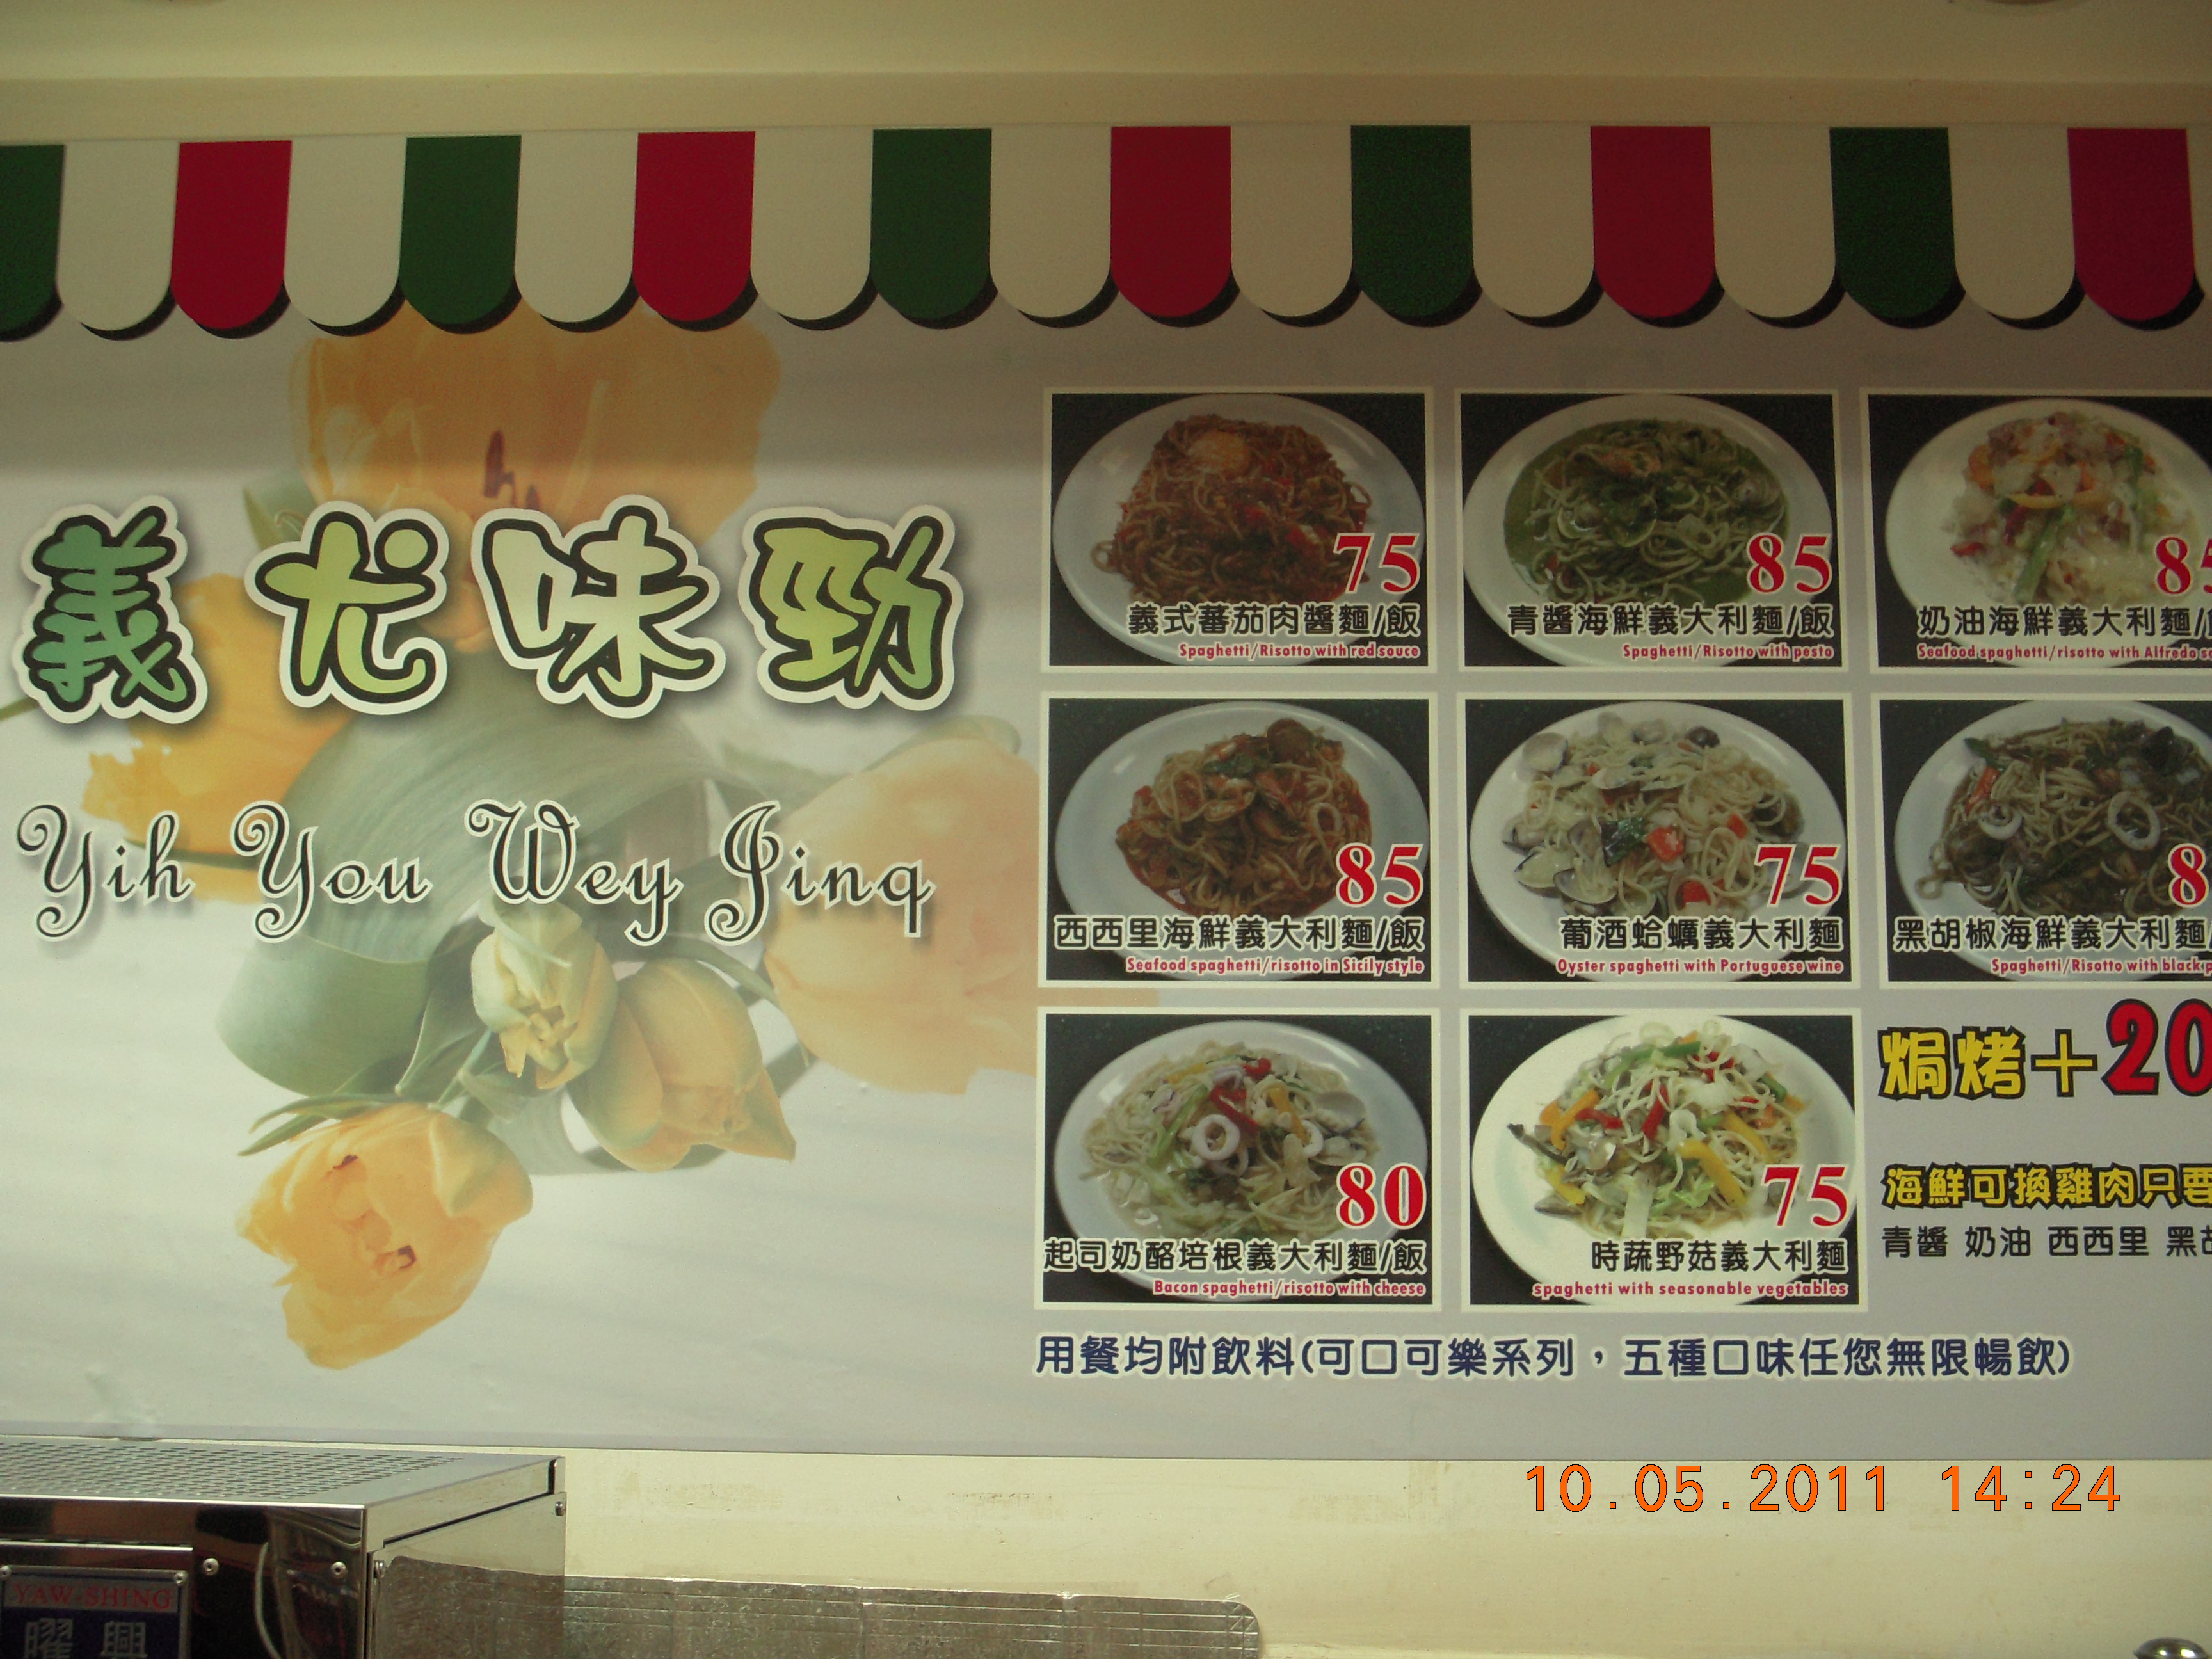 義尤味勁
Yih You Wey Jinq
75
義式蕃茄肉醬麵/飯
Spaghetti/Risotto with red souce
85
青醬海鮮義大利麵/飯
Spaghetti/Risotto with pesto
85
奶油海鮮義大利麵/
Seafood spaghetti/risotto with Alfredo
85
西西里海鮮義大利麵/飯
Seafood spaghetti/risotto in Sicily style
75
葡酒蛤蠣義大利麵
Oyster spaghetti with Portuguese wine
8
黑胡椒海鮮義大利麵
Spaghetti/Risotto with black
80
起司奶酪培根義大利麵/飯
Bacon spaghetti/risotto with cheese
75
時蔬野菇義大利麵
spaghetti with seasonable vegetables
焗烤+20
海鮮可換雞肉只要
青醬 奶油 西西里 黑胡
用餐均附飲料(可口可樂系列，五種口味任您無限暢飲)
10.05.2011 14:24
YAW-SHING
曜興